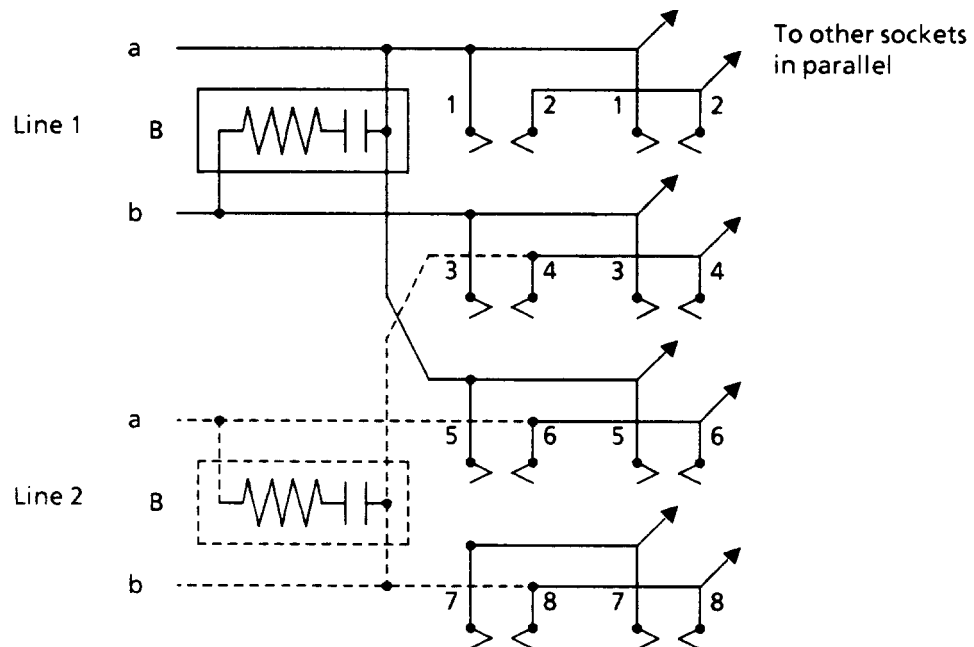 a
To other sockets
in parallel
1 2 1 2
Line 1 B
b
3 4 3 4
a
5 6 5 6
Line 2 B
b
7 8 7 8